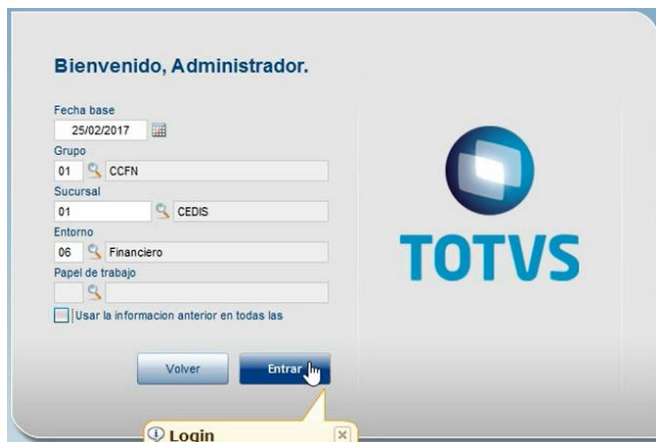 Bienvenido, Administrador.
Fecha base
25/02/2017
Grupo
01 CCFN
Sucursal
01 CEDIS
Entorno
06 Financiero
Papel de trabajo
Usar la informacion anterior en todas las
Volver Entrar
TOTVS
Login